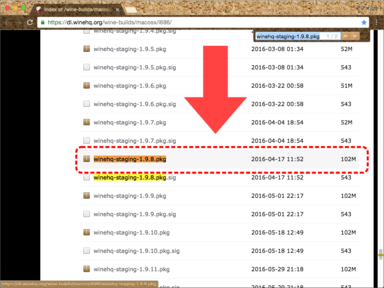 Index of /wine-builds/macosx/i686/
https://dl.winehq.org/wine-builds/macosx/i686/
winehq-staging-1.9.8.pkg
winehq-staging-1.9.5.pkg 2016-03-08 01:34 52M
winehq-staging-1.9.5.pkg.sig 2016-03-08 01:34 543
winehq-staging-1.9.6.pkg 2016-03-22 00:58 51M
winehq-staging-1.9.6.pkg.sig 2016-03-22 00:58 543
winehq-staging-1.9.7.pkg 2016-04-04 18:54 52M
winehq-staging-1.9.7.pkg.sig 2016-04-04 18:54 543
winehq-staging-1.9.8.pkg 2016-04-17 11:52 102M
winehq-staging-1.9.8.pkg.sig 2016-04-17 11:52 543
winehq-staging-1.9.9.pkg 2016-05-01 22:17 102M
winehq-staging-1.9.9.pkg.sig 2016-05-01 22:17 543
winehq-staging-1.9.10.pkg 2016-05-18 12:49 102M
winehq-staging-1.9.10.pkg.sig 2016-05-18 12:49 543
winehq-staging-1.9.11.pkg 2016-05-29 21:18 102M